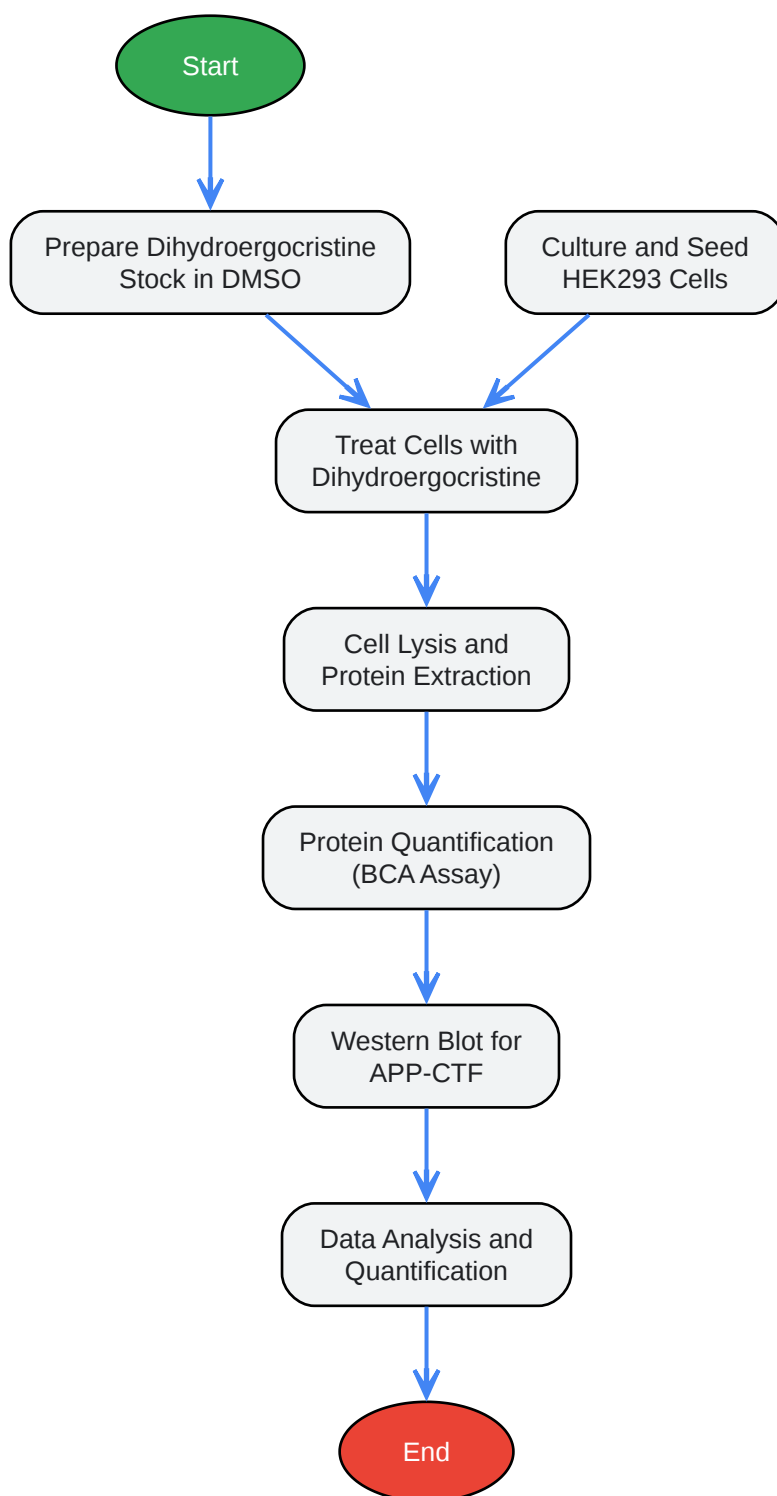 Start
Prepare Dihydroergocristine
Stock in DMSO
Culture and Seed
HEK293 Cells
Treat Cells with
Dihydroergocristine
Cell Lysis and
Protein Extraction
Protein Quantification
(BCA Assay)
Western Blot for
APP-CTF
Data Analysis and
Quantification
End